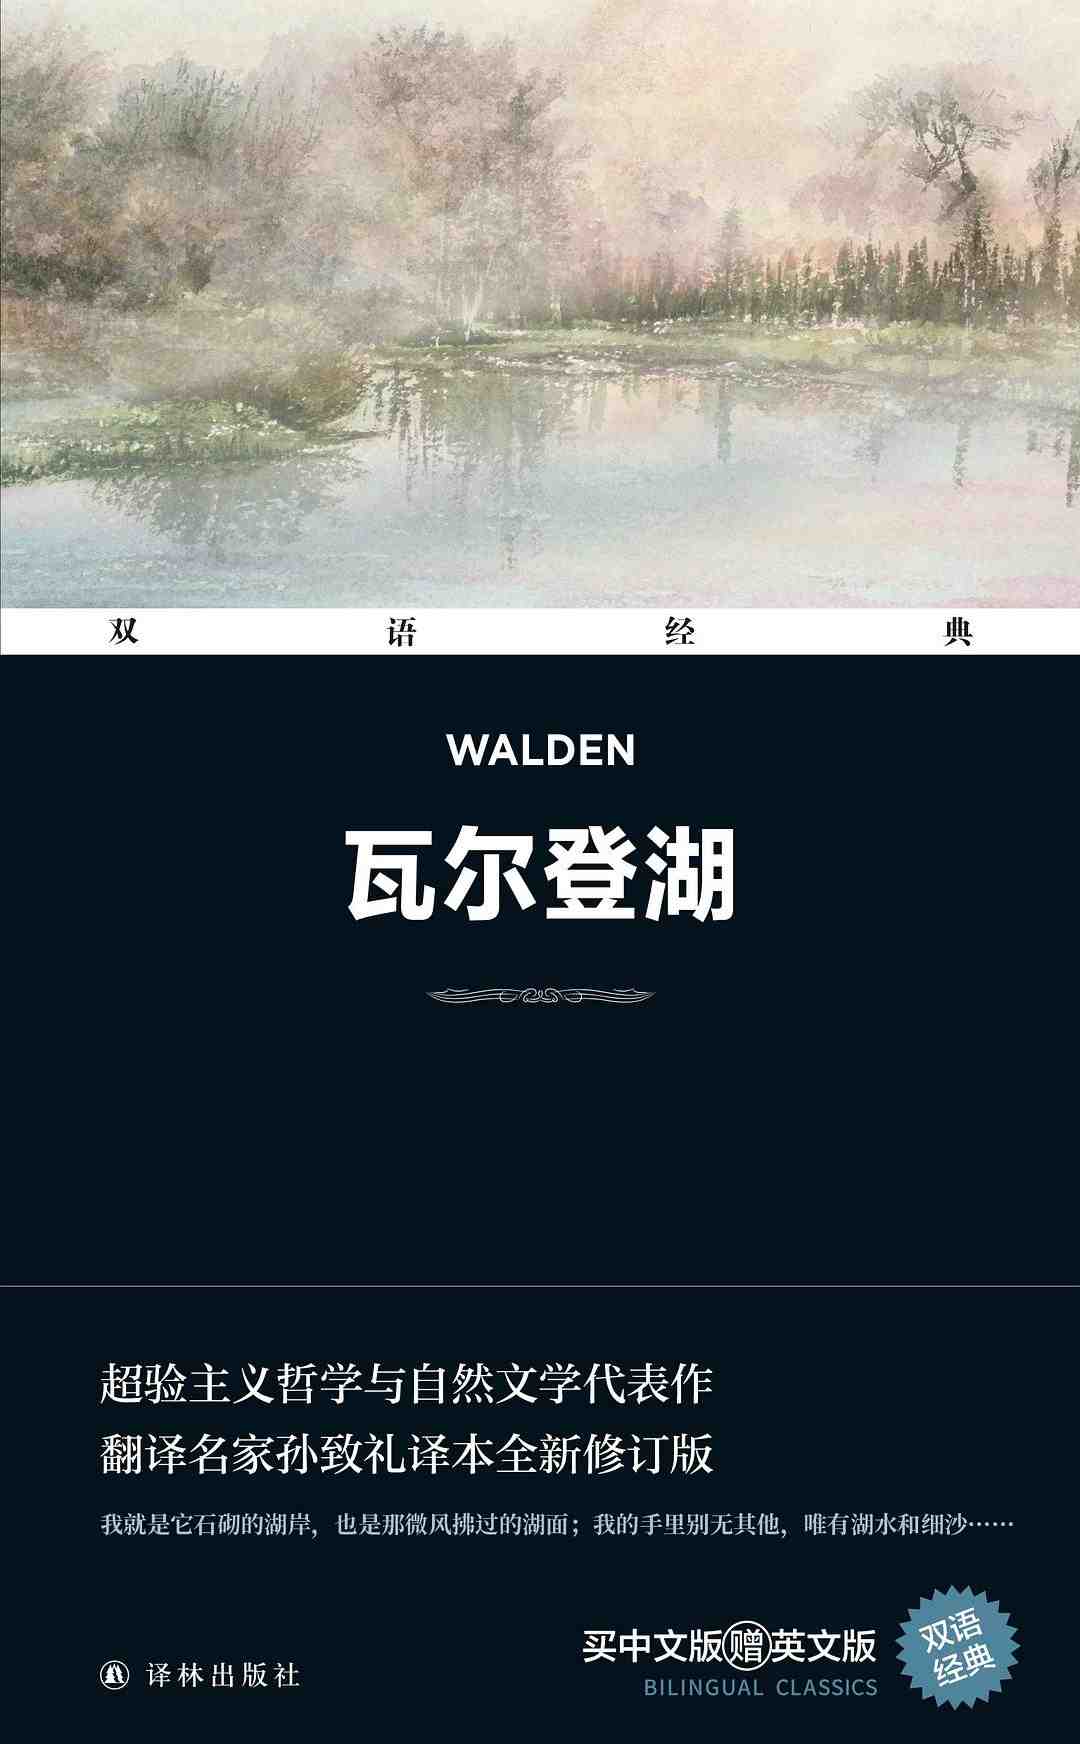 双语经典
WALDEN
瓦尔登湖
超验主义哲学与自然文学代表作
翻译名家孙致礼译本全新修订版
我就是它石砌的湖岸，也是那微风拂过的湖面；我的手里别无其他，唯有湖水和细沙……
买中文版赠英文版
BILINGUAL CLASSICS
双语
经典
译林出版社